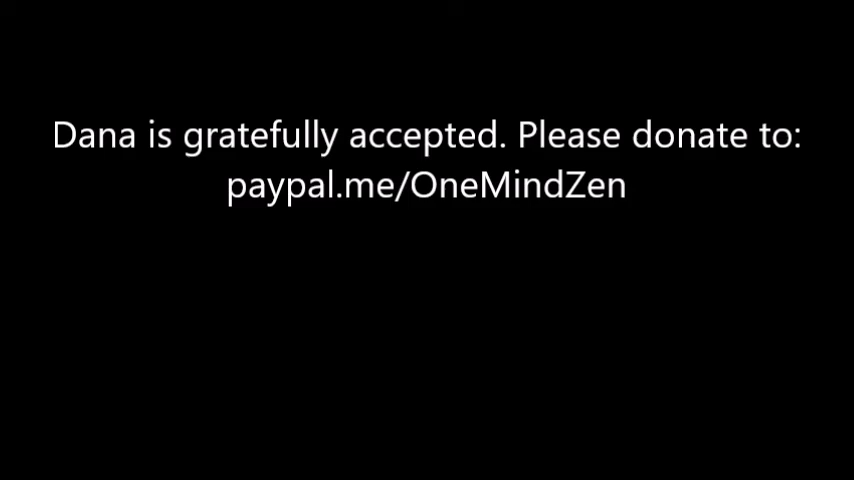 Dana is gratefully accepted. Please donate to:
paypal.me/OneMindZen